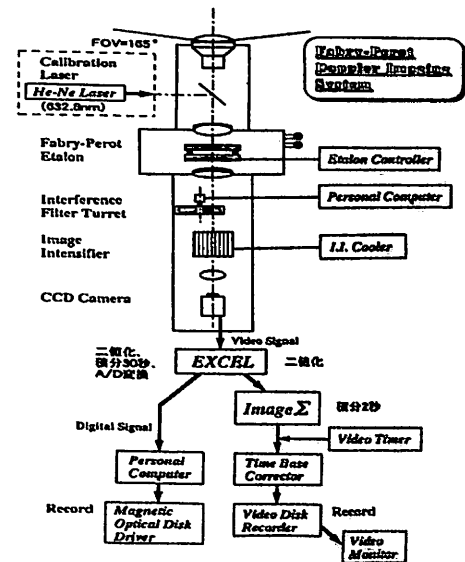 FOV=165°
Fabry-Perot
Doppler Imaging
System
Calibration
Laser
He-Ne Laser
(632.8nm)
Fabry-Perot
Etalon
Etalon Controller
Interference
Filter Turret
Personal Computer
Image
Intensifier
I.I. Cooler
CCD Camera
Video Signal
二値化、
積分30秒、
A/D変換
EXCEL
二値化
ImageΣ
積分2秒
Digital Signal
Video Timer
Personal
Computer
Time Base
Corrector
Record
Magnetic
Optical Disk
Driver
Video Disk
Recorder
Record
Video
Monitor